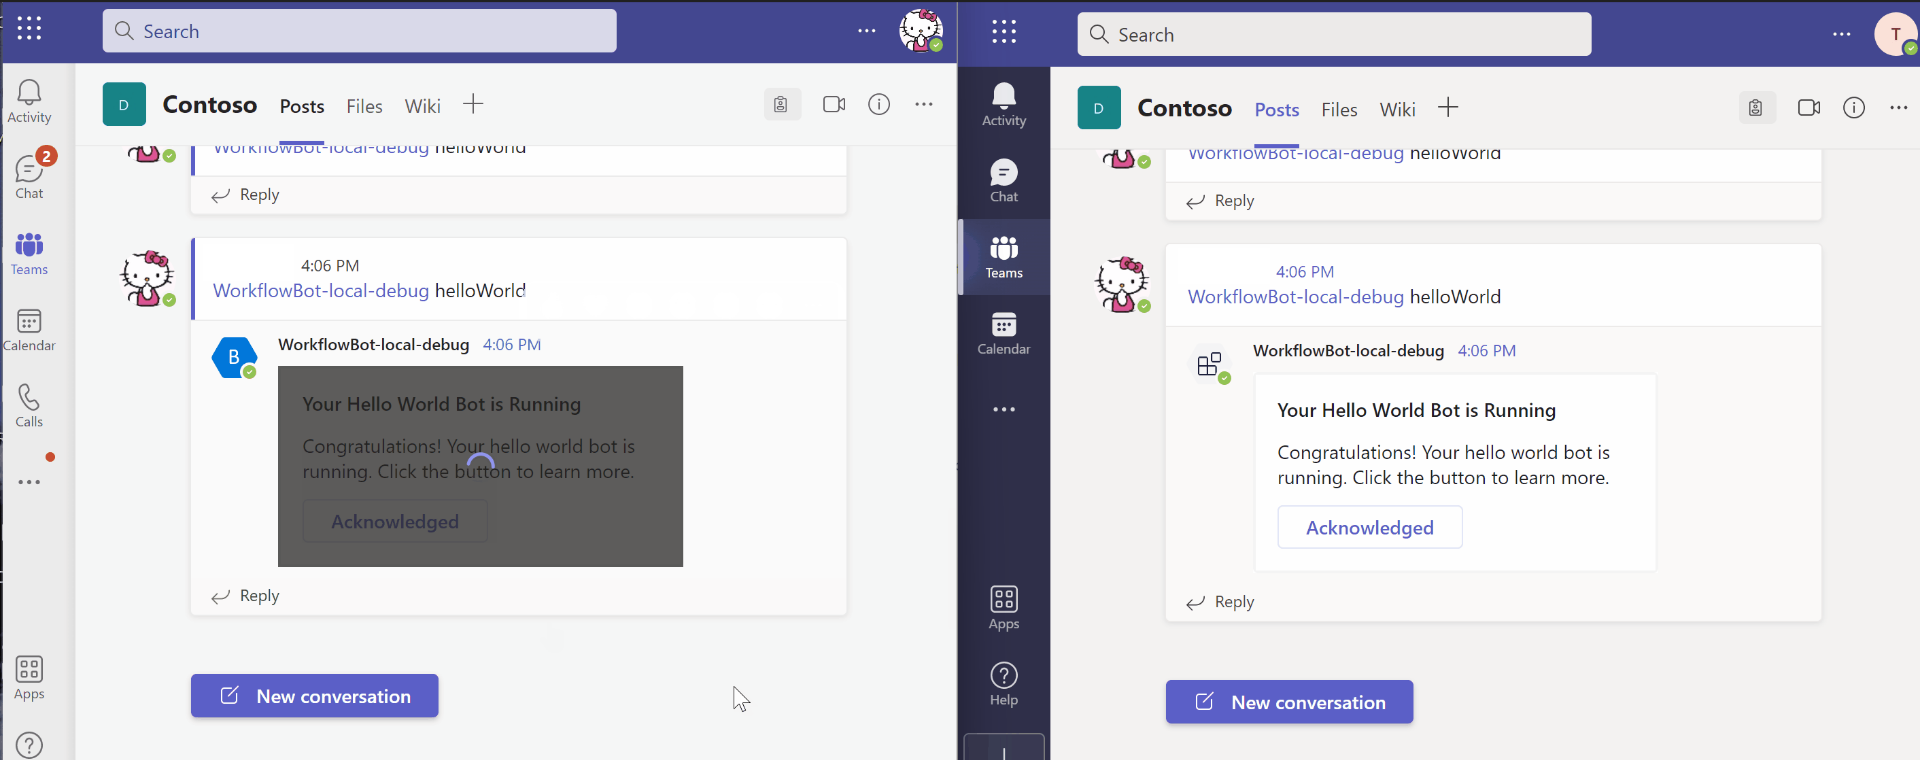 Search
Activity
2
Chat
Teams
Calendar
Calls
Apps
D
Contoso
Posts
Files
Wiki
WorkflowBot-local-debug helloWorld
Reply
4:06 PM
WorkflowBot-local-debug helloWorld
B
WorkflowBot-local-debug 4:06 PM
Your Hello World Bot is Running
Congratulations! Your hello world bot is
running. Click the button to learn more.
Acknowledged
Reply
New conversation
Search
T
Activity
Chat
Teams
Calendar
Apps
Help
D
Contoso
Posts
Files
Wiki
WorkflowBot-local-debug helloWorld
Reply
4:06 PM
WorkflowBot-local-debug helloWorld
WorkflowBot-local-debug 4:06 PM
Your Hello World Bot is Running
Congratulations! Your hello world bot is
running. Click the button to learn more.
Acknowledged
Reply
New conversation